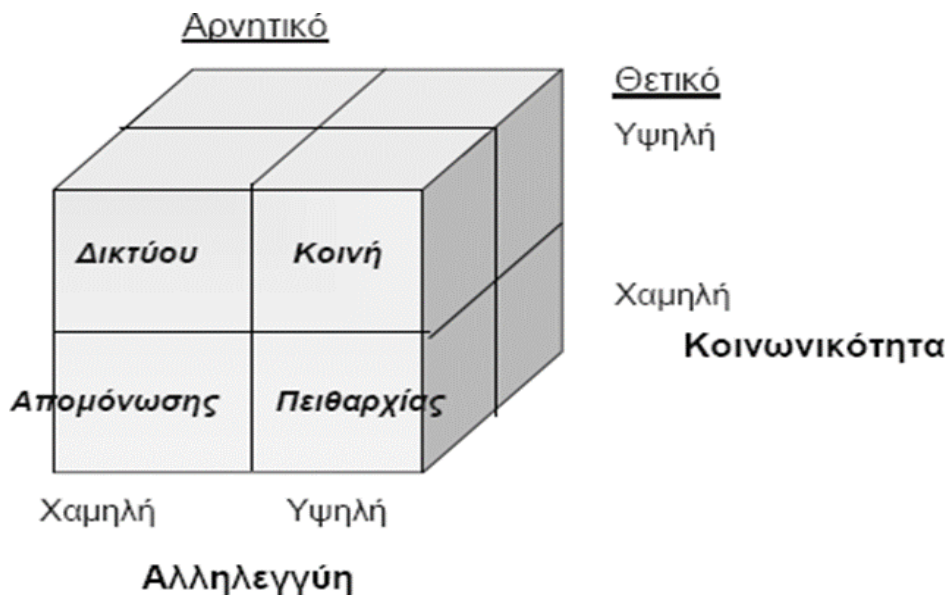 Αρνητικό
Θετικό
Υψηλή
Δικτύου
Κοινή
Χαμηλή
Κοινωνικότητα
Απομόνωσης
Πειθαρχίας
Χαμηλή
Υψηλή
Αλληλεγγύη